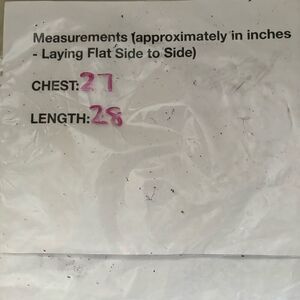 Measurements (approximately in inches
- Laying Flat Side to Side)
CHEST:27
LENGTH:28